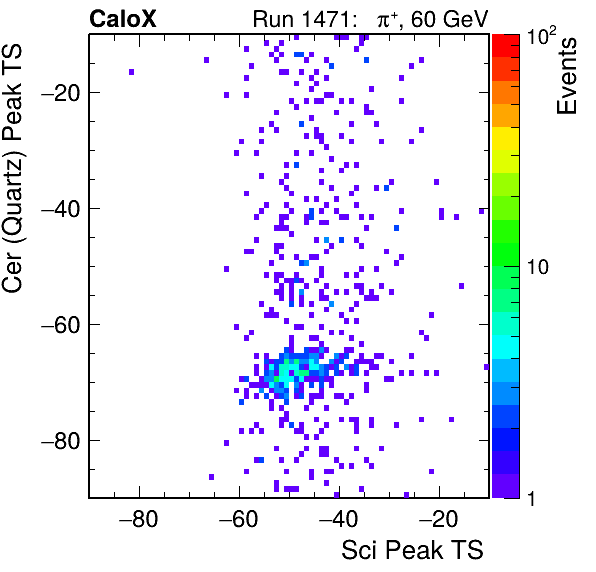 CaloX Run 1471: π⁺, 60 GeV
Cer (Quartz) Peak TS
−20
−40
−60
−80
−80 −60 −40 −20
Sci Peak TS
10²
10
1
Events